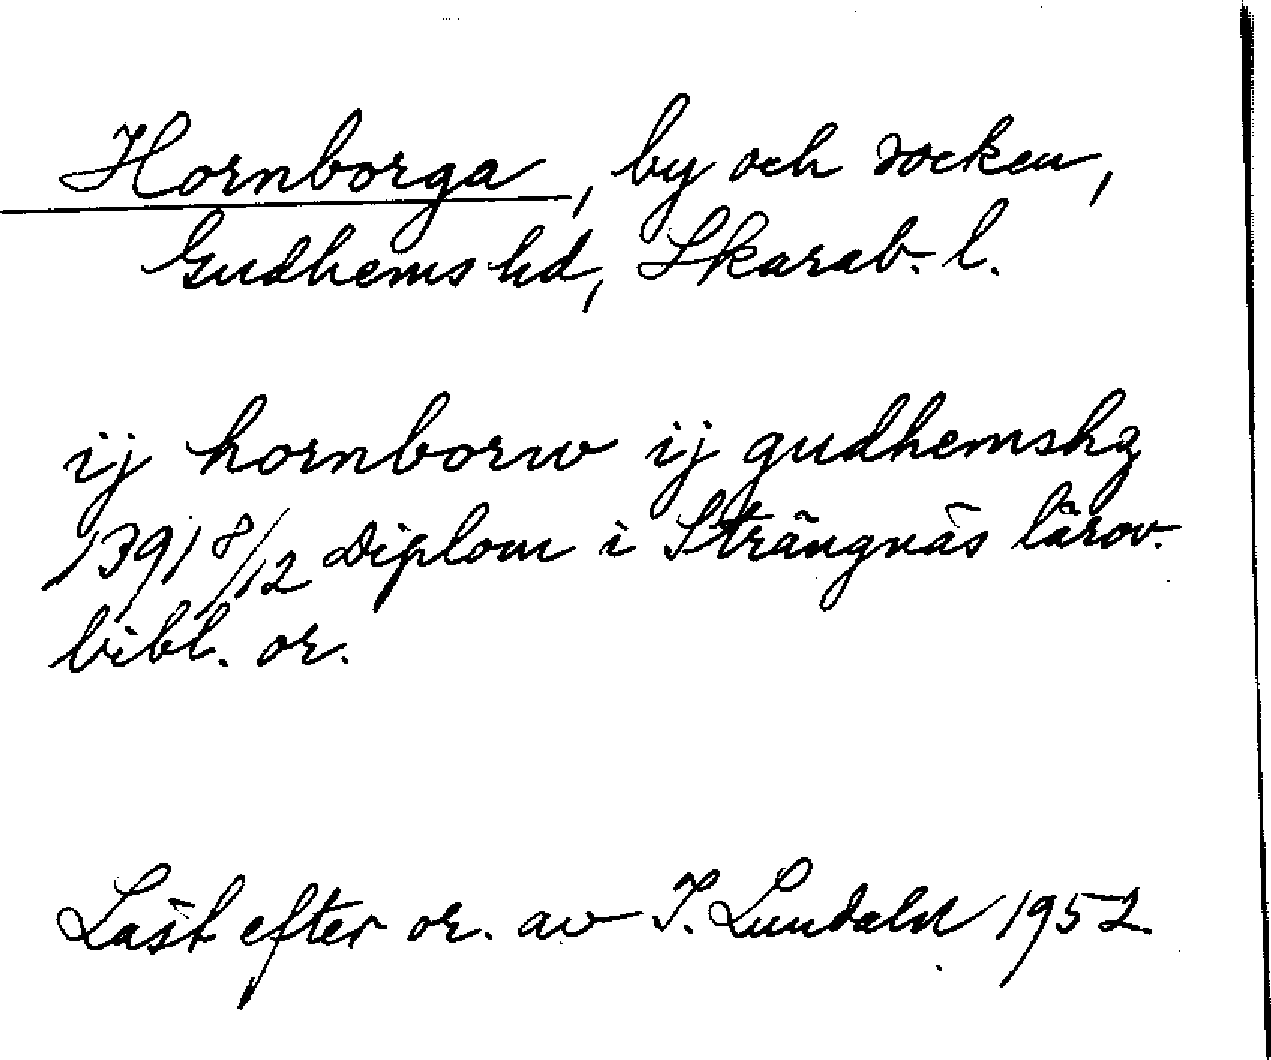 Hornborga, by och socken,
Gudhems hd, Skarab. l.
ij hornborw ij gudhemshz
1391 8/12 Diplom i Strängnäs lärov.
bibl. or.
Läst efter or. av I. Lundahl 1952.